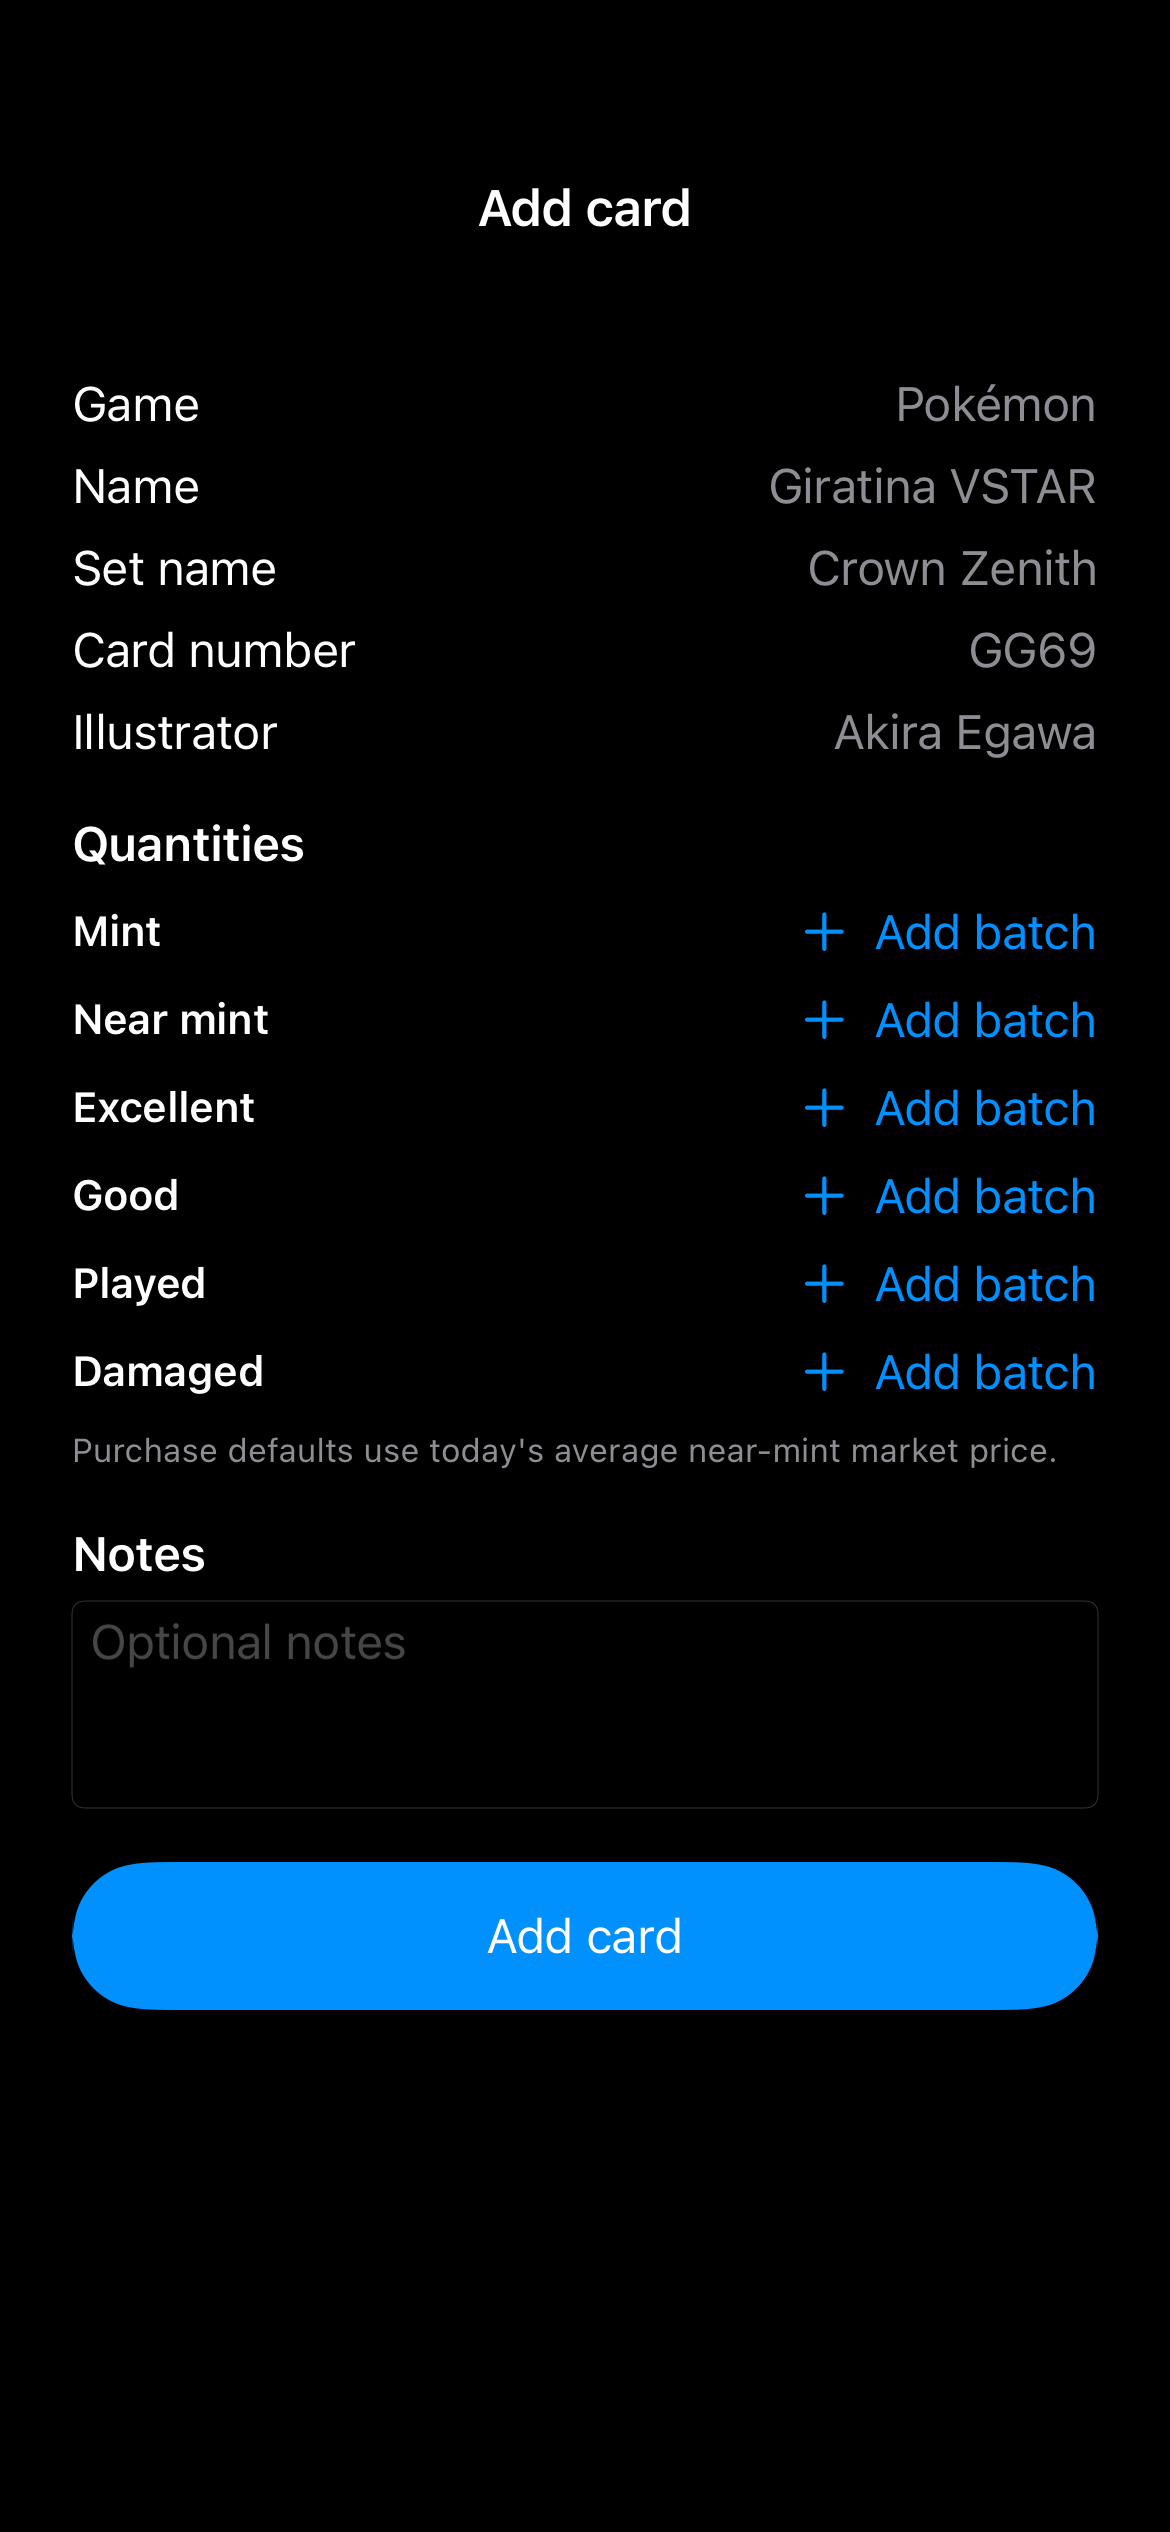 Add card
Game Pokémon
Name Giratina VSTAR
Set name Crown Zenith
Card number GG69
Illustrator Akira Egawa
Quantities
Mint + Add batch
Near mint + Add batch
Excellent + Add batch
Good + Add batch
Played + Add batch
Damaged + Add batch
Purchase defaults use today's average near-mint market price.
Notes
Optional notes
Add card